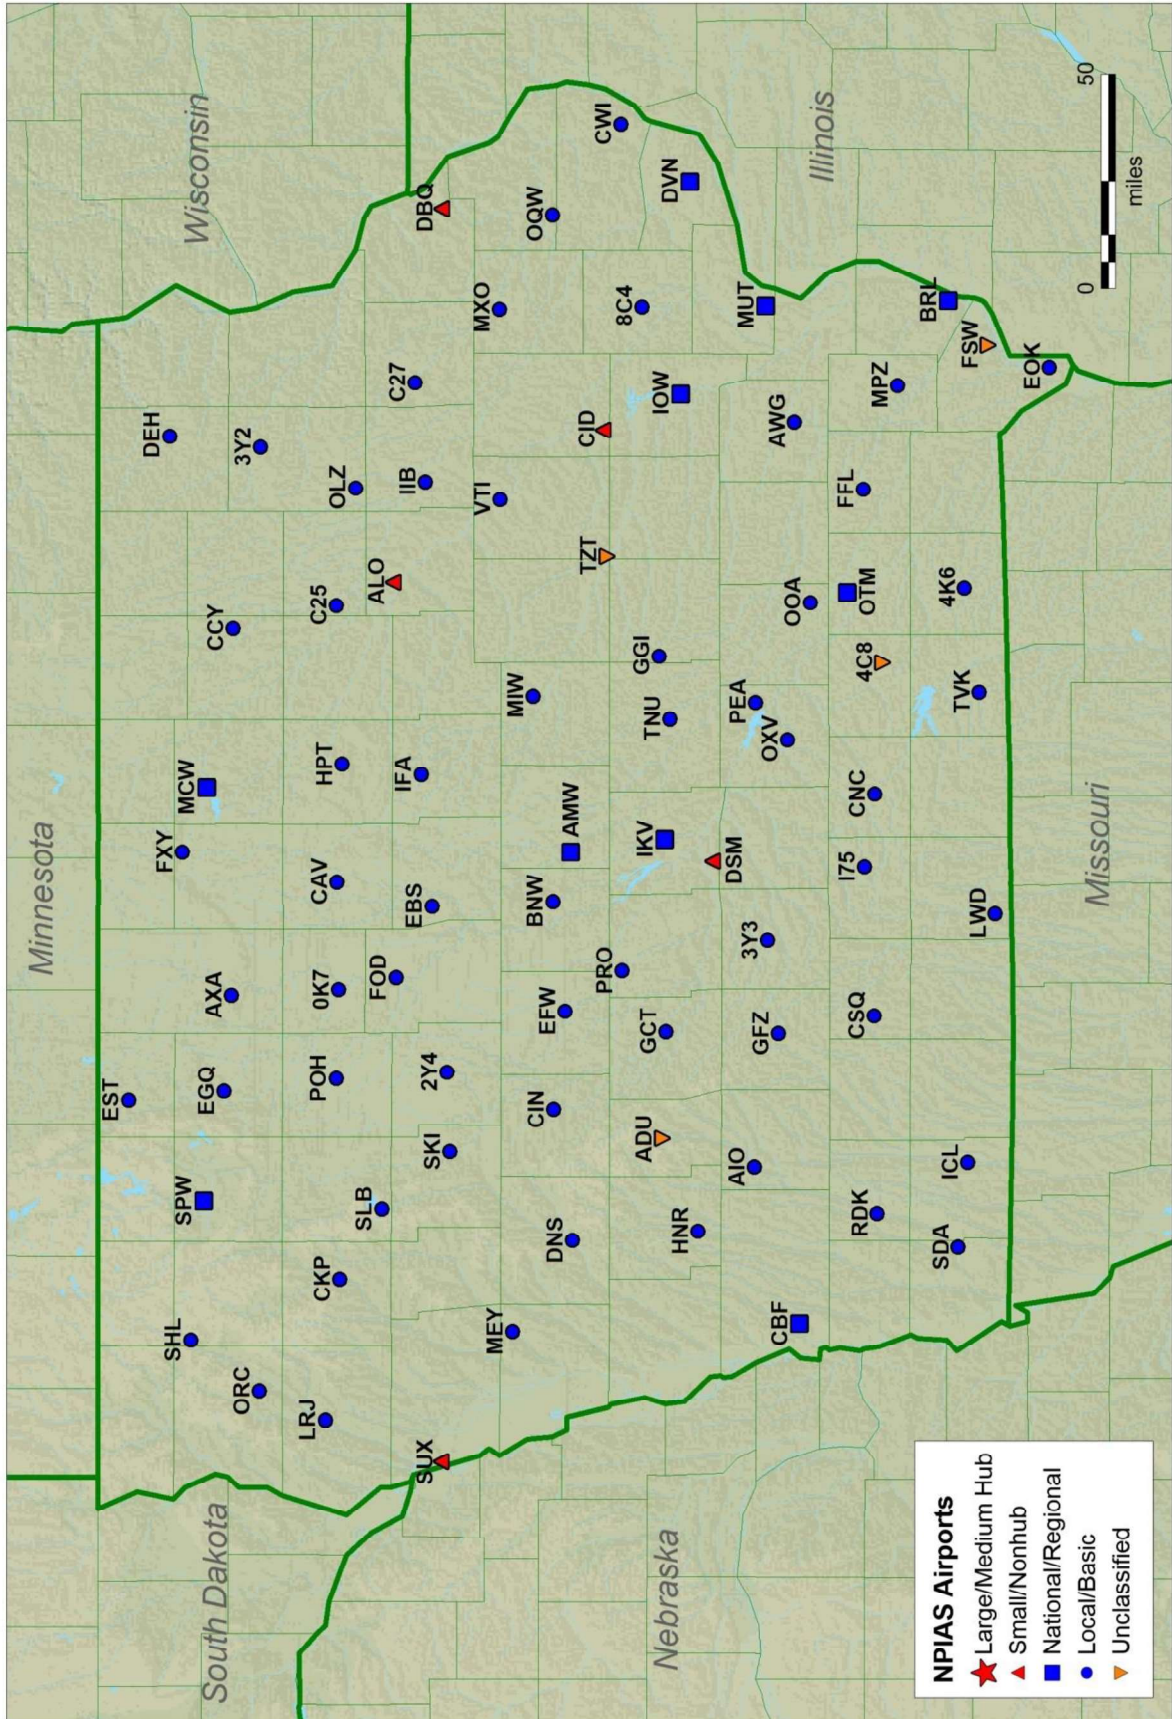 Minnesota
Wisconsin
South Dakota
Nebraska
Illinois
Missouri
EST
DEH
SHL
SPW
EGQ
FXY
MCW
AXA
CCY
3Y2
ORC
LRJ
CKP
SLB
POH
0K7
CAV
HPT
C25
OLZ
FOD
ALO
C27
SUX
SKI
2Y4
EBS
IFA
IIB
DBQ
MEY
MIW
VTI
MXO
DNS
CIN
EFW
BNW
AMW
OQW
PRO
TZT
CID
CWI
HNR
ADU
GCT
IKV
TNU
GGI
IOW
8C4
DVN
DSM
AIO
GFZ
3Y3
OXV
PEA
OOA
AWG
MUT
CBF
RDK
CSQ
I75
CNC
4C8
OTM
FFL
MPZ
BRL
SDA
ICL
LWD
TVK
4K6
FSW
EOK
NPIAS Airports
Large/Medium Hub
Small/Nonhub
National/Regional
Local/Basic
Unclassified
0 50
miles